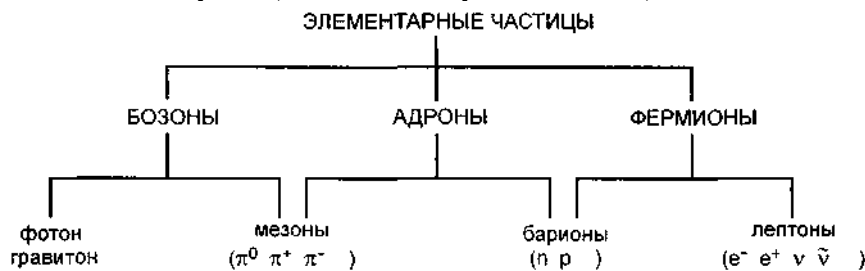 ЭЛЕМЕНТАРНЫЕ ЧАСТИЦЫ
БОЗОНЫ АДРОНЫ ФЕРМИОНЫ
фотон мезоны барионы лептоны
гравитон (π⁰ π⁺ π⁻ ) (n p ) (e⁻ e⁺ ν ν̃ )